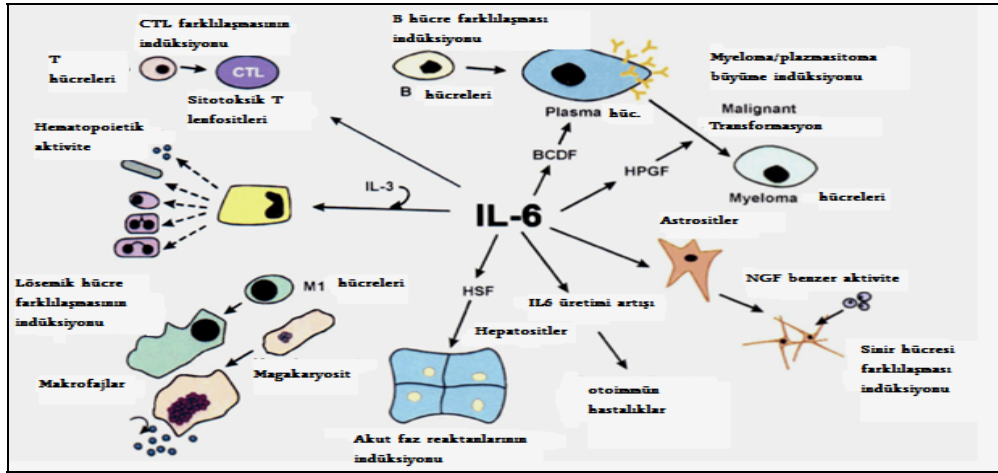 CTL farklılaşmasının
indüksiyonu
T
hücreleri
CTL
Sitotoksik T
lenfositleri
B hücre farklılaşması
indüksiyonu
B
hücreleri
Plasma
hüc.
Myeloma/plazmasitoma
büyüme indüksiyonu
Malignant
Transformasyon
Hematopoietik
aktivite
IL-3
BCDF
HPGF
Myeloma
hücreleri
IL-6
Astrositler
Lösemik hücre
farklılaşmasının
indüksiyonu
M1
hücreleri
HSF
IL6 üretimi artışı
NGF benzer aktivite
Hepatositler
Makrofajlar
Magakaryosit
otoimmün
hastalıklar
Sinir hücresi
farklılaşması
indüksiyonu
Akut faz reaktanlarının
indüksiyonu